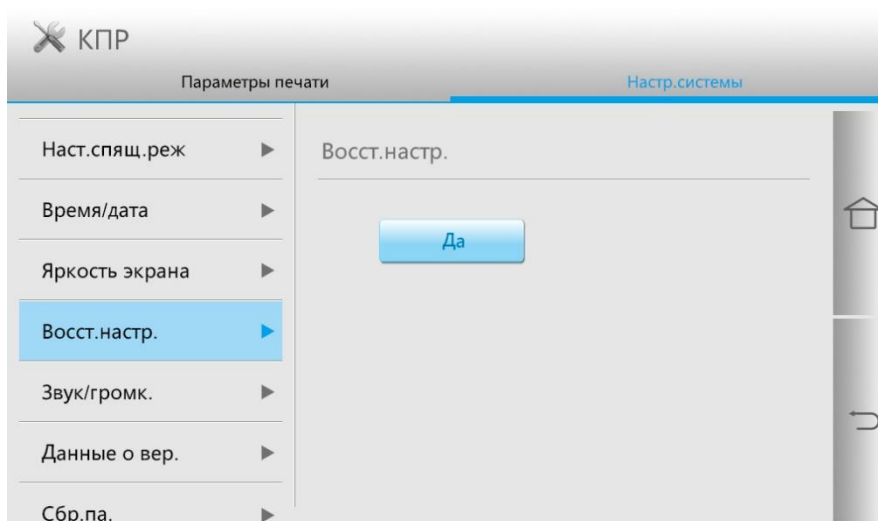 КПР
Параметры печати
Настр.системы
Наст.спящ.реж
Время/дата
Яркость экрана
Восст.настр.
Звук/громк.
Данные о вер.
Сбр.па.
Восст.настр.
Да